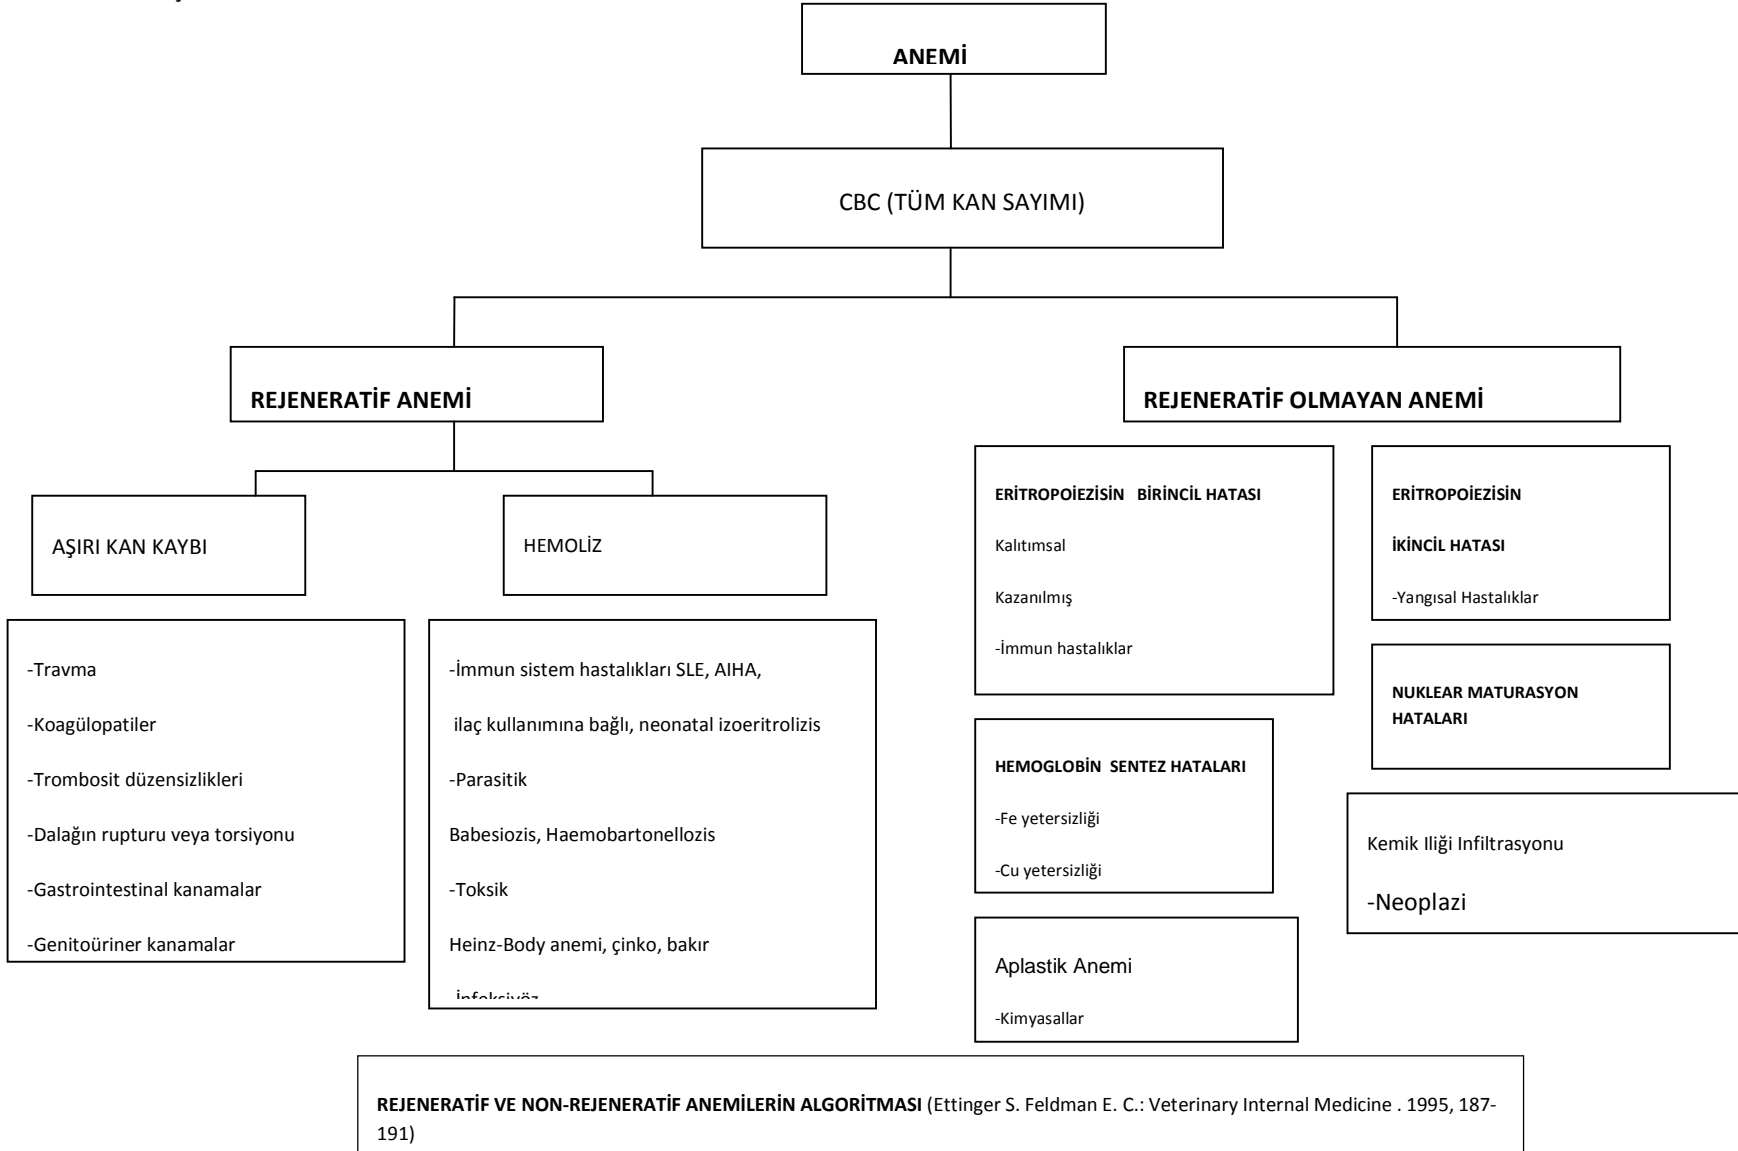 ANEMİ
CBC (TÜM KAN SAYIMI)
REJENERATİF ANEMİ
REJENERATİF OLMAYAN ANEMİ
AŞIRI KAN KAYBI
HEMOLİZ
-Travma
-Koagülopatiler
-Trombosit düzensizlikleri
-Dalağın rupturu veya torsiyonu
-Gastrointestinal kanamalar
-Genitoüriner kanamalar
-İmmun sistem hastalıkları SLE, AIHA,
ilaç kullanımına bağlı, neonatal izoeritrolizis
-Parasitik
Babesiozis, Haemobartonellozis
-Toksik
Heinz-Body anemi, çinko, bakır
ERİTROPOİEZİSİN BİRİNCİL HATASI
Kalıtımsal
Kazanılmış
-İmmun hastalıklar
ERİTROPOİEZİSİN
İKİNCİL HATASI
-Yangısal Hastalıklar
HEMOGLOBİN SENTEZ HATALARI
-Fe yetersizliği
-Cu yetersizliği
NUKLEAR MATURASYON
HATALARI
Aplastik Anemi
-Kimyasallar
Kemik Iliği Infiltrasyonu
-Neoplazi
REJENERATİF VE NON-REJENERATİF ANEMİLERİN ALGORİTMASI (Ettinger S. Feldman E. C.: Veterinary Internal Medicine . 1995, 187-
191)